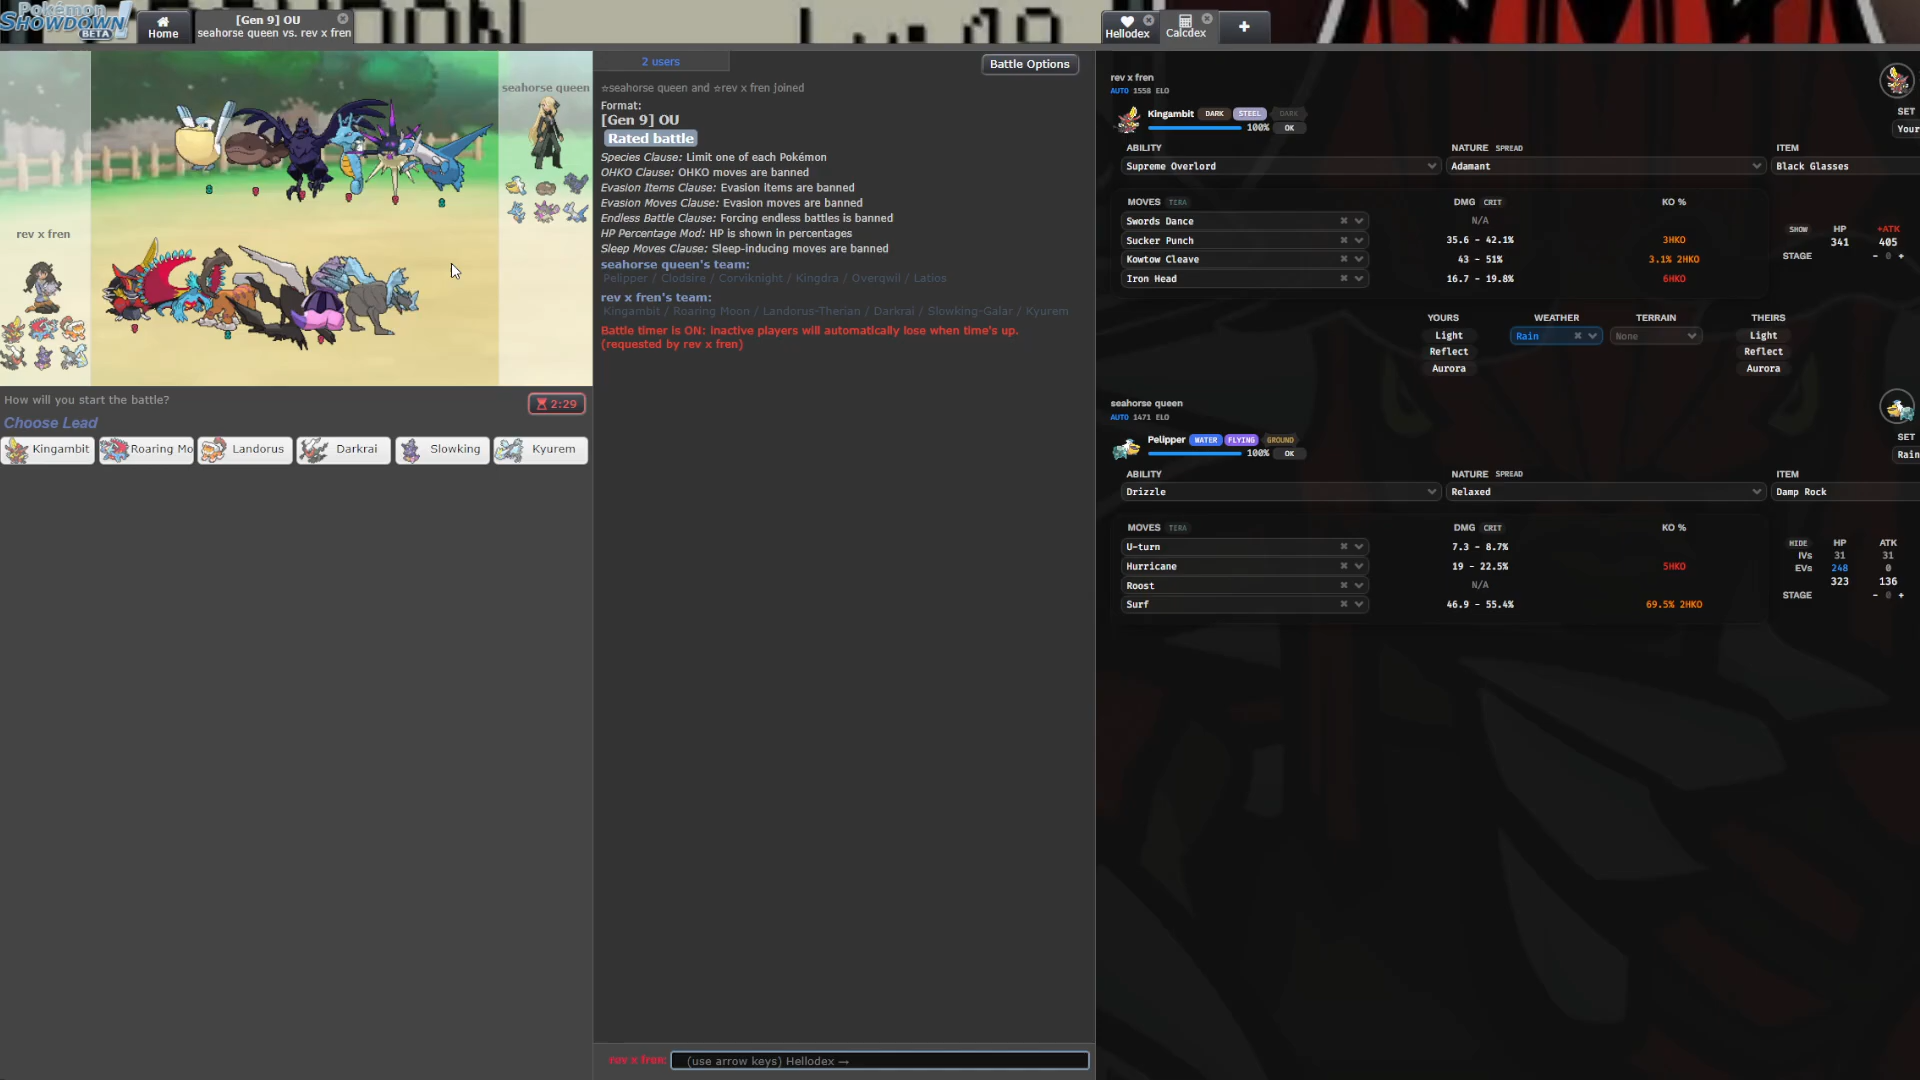 Pokémon
SHOWDOWN!
BETA
Home
[Gen 9] OU
seahorse queen vs. rev x fren
Hellodex
Calcdex
+
seahorse queen
rev x fren
How will you start the battle?
2:29
Choose Lead
Kingambit
Roaring Mo
Landorus
Darkrai
Slowking
Kyurem
2 users
Battle Options
☆seahorse queen and ☆rev x fren joined
Format:
[Gen 9] OU
Rated battle
Species Clause: Limit one of each Pokémon
OHKO Clause: OHKO moves are banned
Evasion Items Clause: Evasion items are banned
Evasion Moves Clause: Evasion moves are banned
Endless Battle Clause: Forcing endless battles is banned
HP Percentage Mod: HP is shown in percentages
Sleep Moves Clause: Sleep-inducing moves are banned
seahorse queen's team:
Pelipper / Clodsire / Corviknight / Kingdra / Overqwil / Latios
rev x fren's team:
Kingambit / Roaring Moon / Landorus-Therian / Darkrai / Slowking-Galar / Kyurem
Battle timer is ON: inactive players will automatically lose when time's up.
(requested by rev x fren)
rev x fren:
(use arrow keys) Hellodex →
rev x fren
AUTO 1558 ELO
Kingambit DARK STEEL DARK
100% OK
SET
Your
ABILITY NATURE SPREAD ITEM
Supreme Overlord Adamant Black Glasses
MOVES TERA DMG CRIT KO %
Swords Dance N/A
Sucker Punch 35.6 - 42.1% 3HKO
Kowtow Cleave 43 - 51% 3.1% 2HKO
Iron Head 16.7 - 19.8% 6HKO
SHOW HP +ATK
341 405
STAGE - 0 +
YOURS WEATHER TERRAIN THEIRS
Light Rain None Light
Reflect Reflect
Aurora Aurora
seahorse queen
AUTO 1471 ELO
Pelipper WATER FLYING GROUND
100% OK
SET
Rain
ABILITY NATURE SPREAD ITEM
Drizzle Relaxed Damp Rock
MOVES TERA DMG CRIT KO %
U-turn 7.3 - 8.7%
Hurricane 19 - 22.5% 5HKO
Roost N/A
Surf 46.9 - 55.4% 69.5% 2HKO
HIDE HP ATK
IVs 31 31
EVs 248 0
323 136
STAGE - 0 +